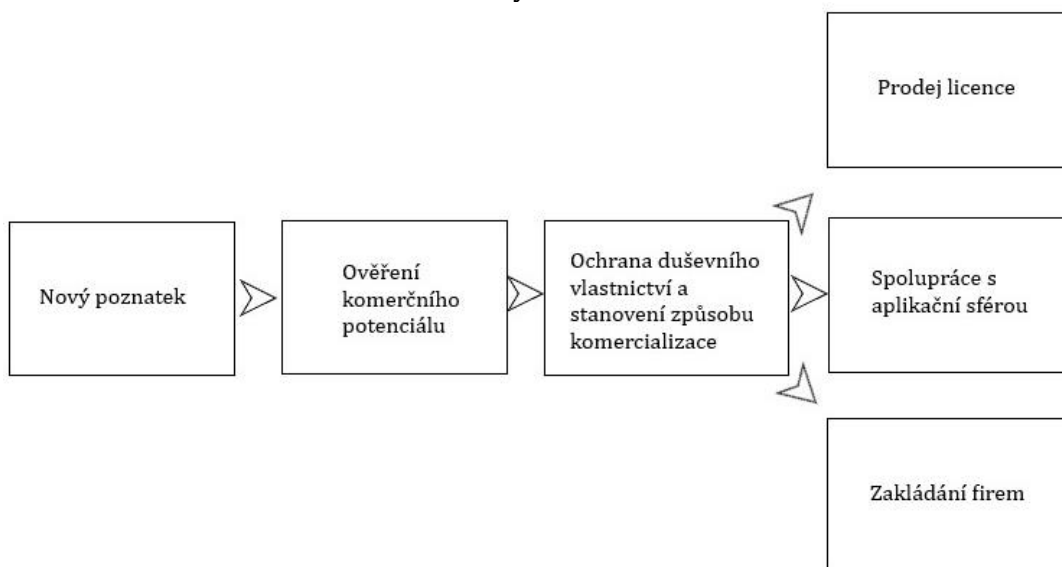 Prodej licence
Nový poznatek
Ověření
komerčního
potenciálu
Ochrana duševního
vlastnictví a
stanovení způsobu
komercializace
Spolupráce s
aplikační sférou
Zakládání firem